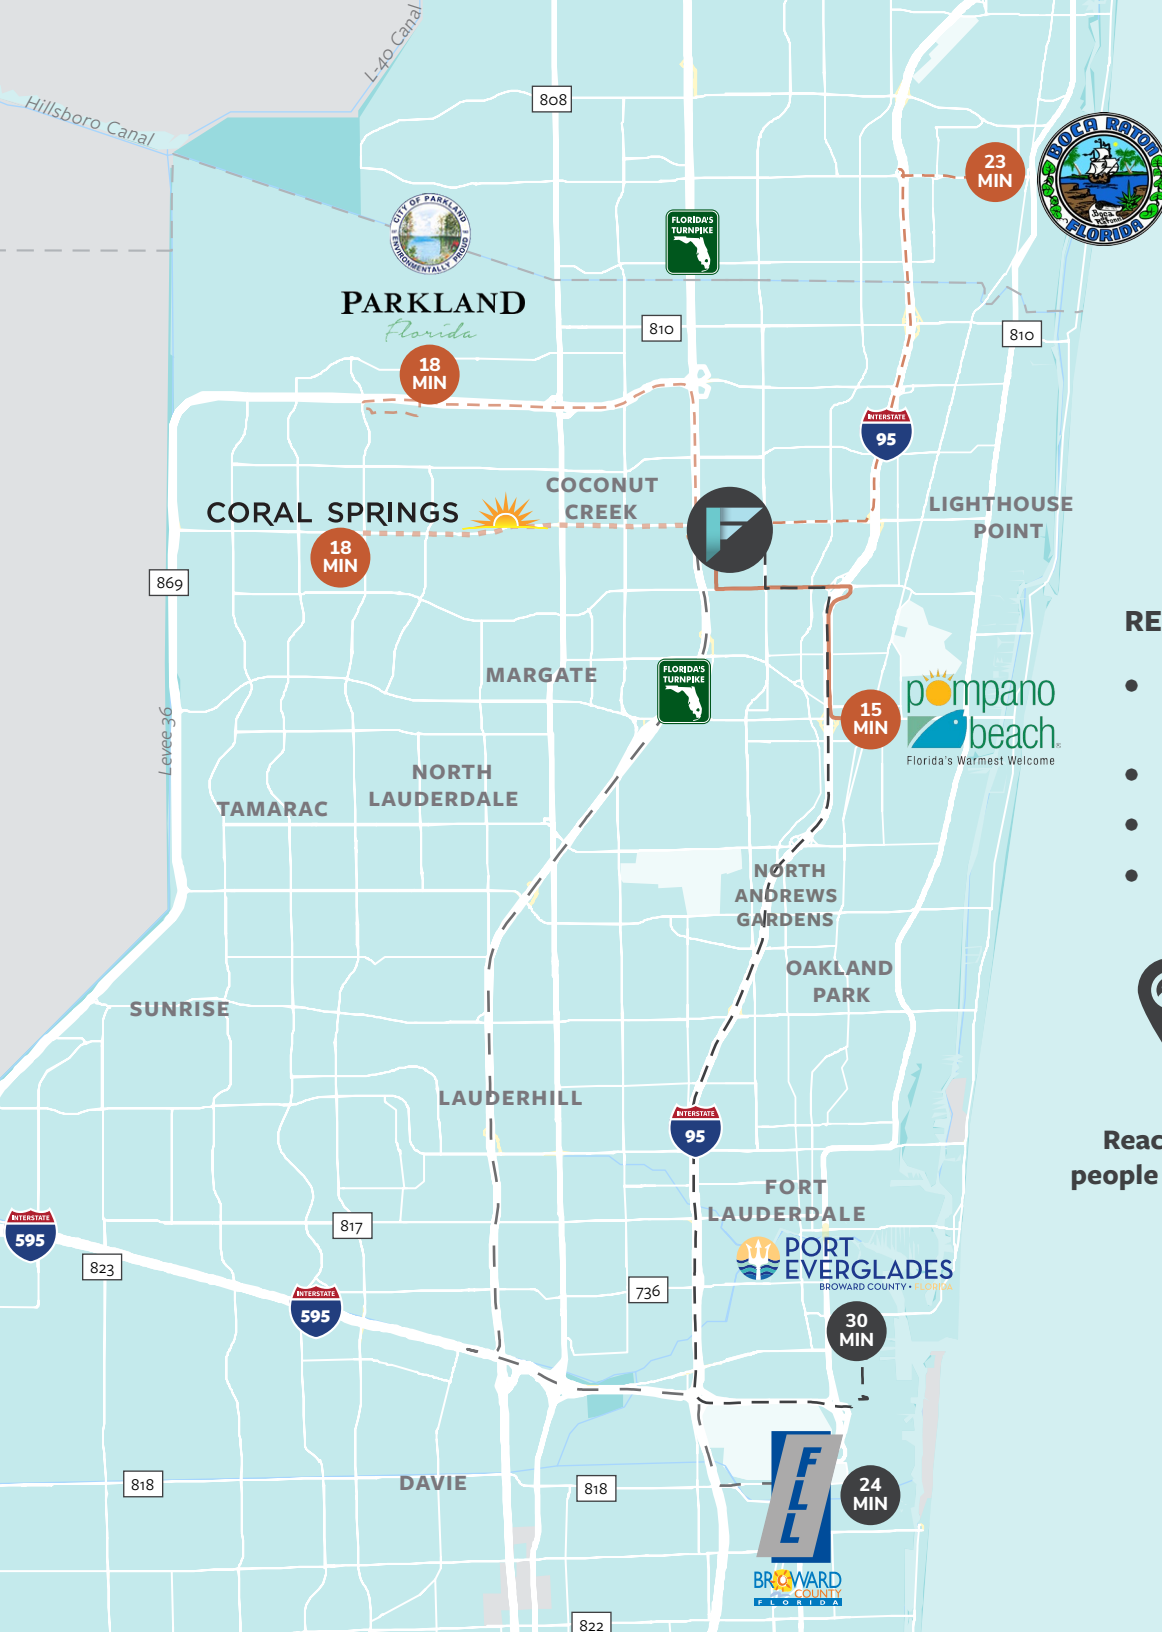 L-40 Canal
Hillsboro Canal
808
BOCA RATON
Boca
Raton
FLORIDA
23
MIN
CITY OF PARKLAND
ENVIRONMENTALLY PROUD
FLORIDA'S
TURNPIKE
PARKLAND
Florida
810
810
18
MIN
INTERSTATE
95
COCONUT
CREEK
CORAL SPRINGS
LIGHTHOUSE
POINT
F
18
MIN
869
RE
MARGATE
FLORIDA'S
TURNPIKE
pompano
beach
Florida's Warmest Welcome
15
MIN
Levee 36
NORTH
LAUDERDALE
TAMARAC
NORTH
ANDREWS
GARDENS
OAKLAND
PARK
SUNRISE
LAUDERHILL
INTERSTATE
95
Reac
people
FORT
LAUDERDALE
817
INTERSTATE
595
823
PORT
EVERGLADES
BROWARD COUNTY • FLORIDA
736
INTERSTATE
595
30
MIN
FLL
24
MIN
818
DAVIE
818
BROWARD
COUNTY
FLORIDA
822